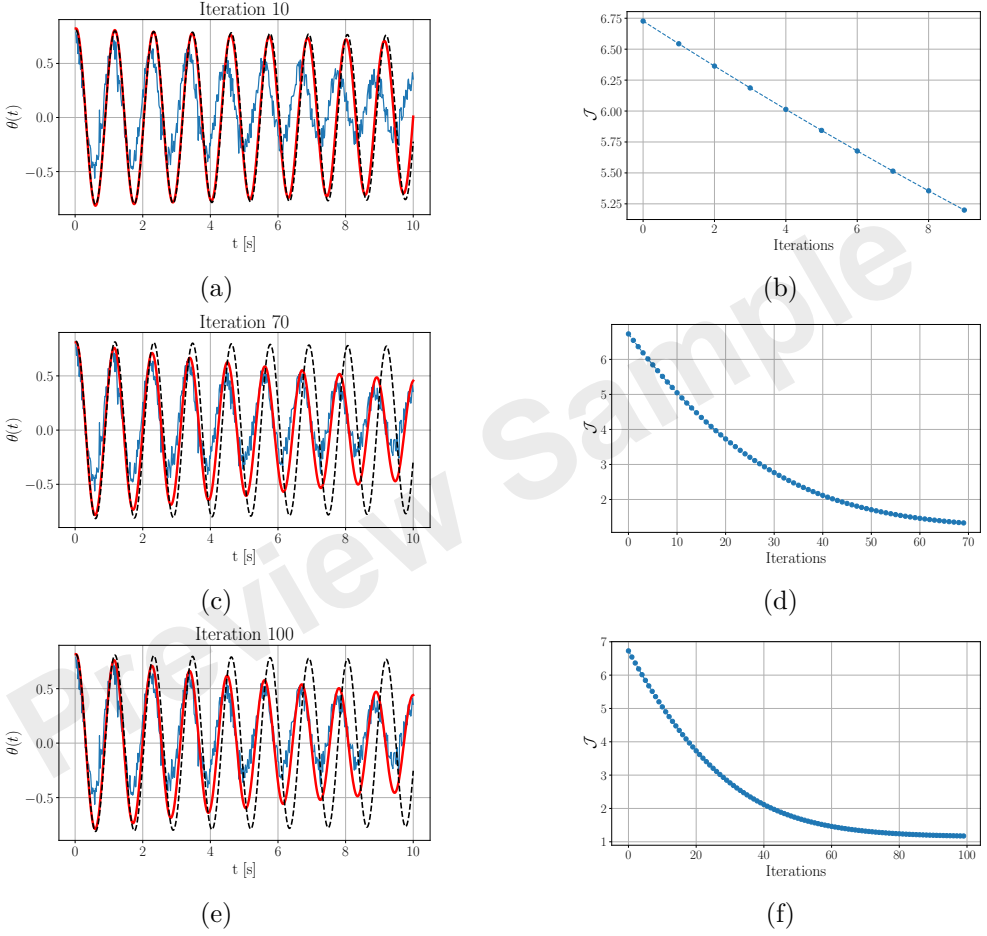 Iteration 10
θ(t)
0.5
0.0
−0.5
0 2 4 6 8 10
t [s]
(a)
𝒥
6.75
6.50
6.25
6.00
5.75
5.50
5.25
0 2 4 6 8
Iterations
(b)
Iteration 70
θ(t)
0.5
0.0
−0.5
0 2 4 6 8 10
t [s]
(c)
𝒥
6
5
4
3
2
0 10 20 30 40 50 60 70
Iterations
(d)
Iteration 100
θ(t)
0.5
0.0
−0.5
0 2 4 6 8 10
t [s]
(e)
𝒥
7
6
5
4
3
2
1
0 20 40 60 80 100
Iterations
(f)
Preview Sample